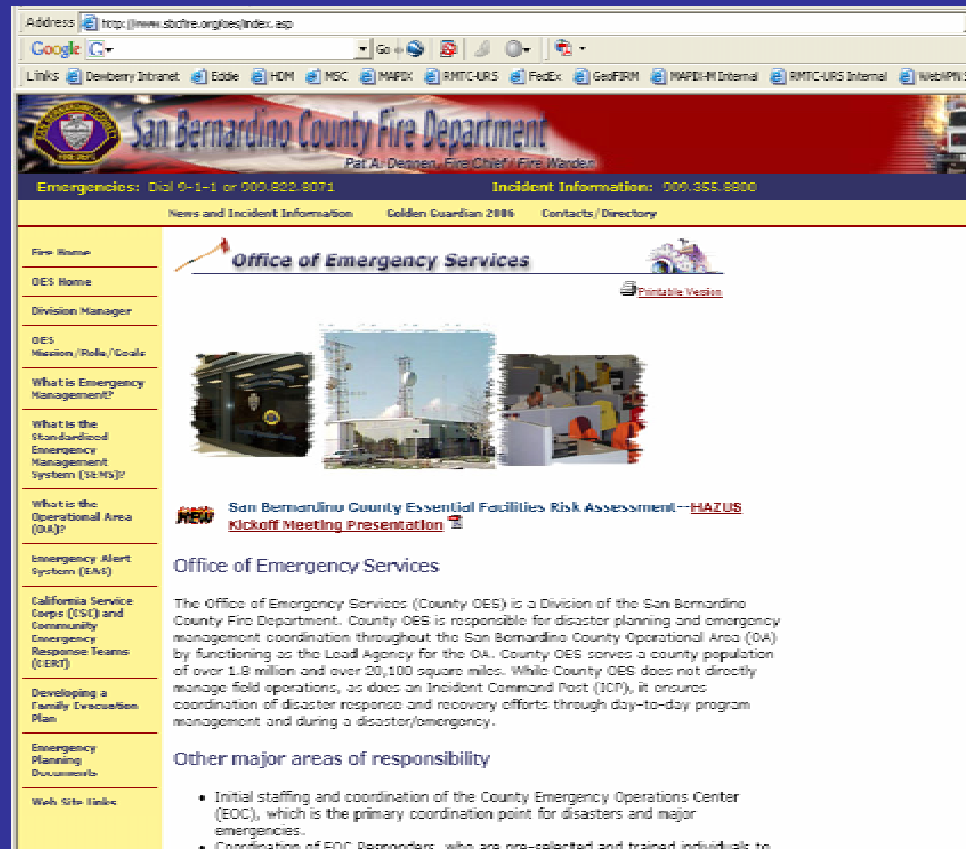 Address http://www.sbcfire.org/oes/index.asp
Google G Go
Links Dewberry Intranet Eddie HDM MSC MAPIX RMTC-URS FedEx GeoFIRM MAPIX-M Internal RMTC-URS Internal WebVPN
San Bernardino County Fire Department
Pat A. Dennen, Fire Chief / Fire Warden
Emergencies: Dial 9-1-1 or 909.822.8071 Incident Information: 909.355.8800
News and Incident Information Golden Guardian 2006 Contacts/Directory
Fire Home
OES Home
Division Manager
OES
Mission/Role/Goals
What is Emergency
Management?
What is the
Standardized
Emergency
Management
System (SEMS)?
What is the
Operational Area
(OA)?
Emergency Alert
System (EAS)
California Service
Corps (CSC) and
Community
Emergency
Response Teams
(CERT)
Developing a
Family Evacuation
Plan
Emergency
Planning
Documents
Web Site Links
Office of Emergency Services
Printable Version
NEW San Bernardino County Essential Facilities Risk Assessment--HAZUS
Kickoff Meeting Presentation
Office of Emergency Services
The Office of Emergency Services (County OES) is a Division of the San Bernardino
County Fire Department. County OES is responsible for disaster planning and emergency
management coordination throughout the San Bernardino County Operational Area (OA)
by functioning as the Lead Agency for the OA. County OES serves a county population
of over 1.8 million and over 20,100 square miles. While County OES does not directly
manage field operations, as does an Incident Command Post (ICP), it ensures
coordination of disaster response and recovery efforts through day-to-day program
management and during a disaster/emergency.
Other major areas of responsibility
• Initial staffing and coordination of the County Emergency Operations Center
(EOC), which is the primary coordination point for disasters and major
emergencies.
• Coordination of EOC Responders, who are pre-selected and trained individuals to